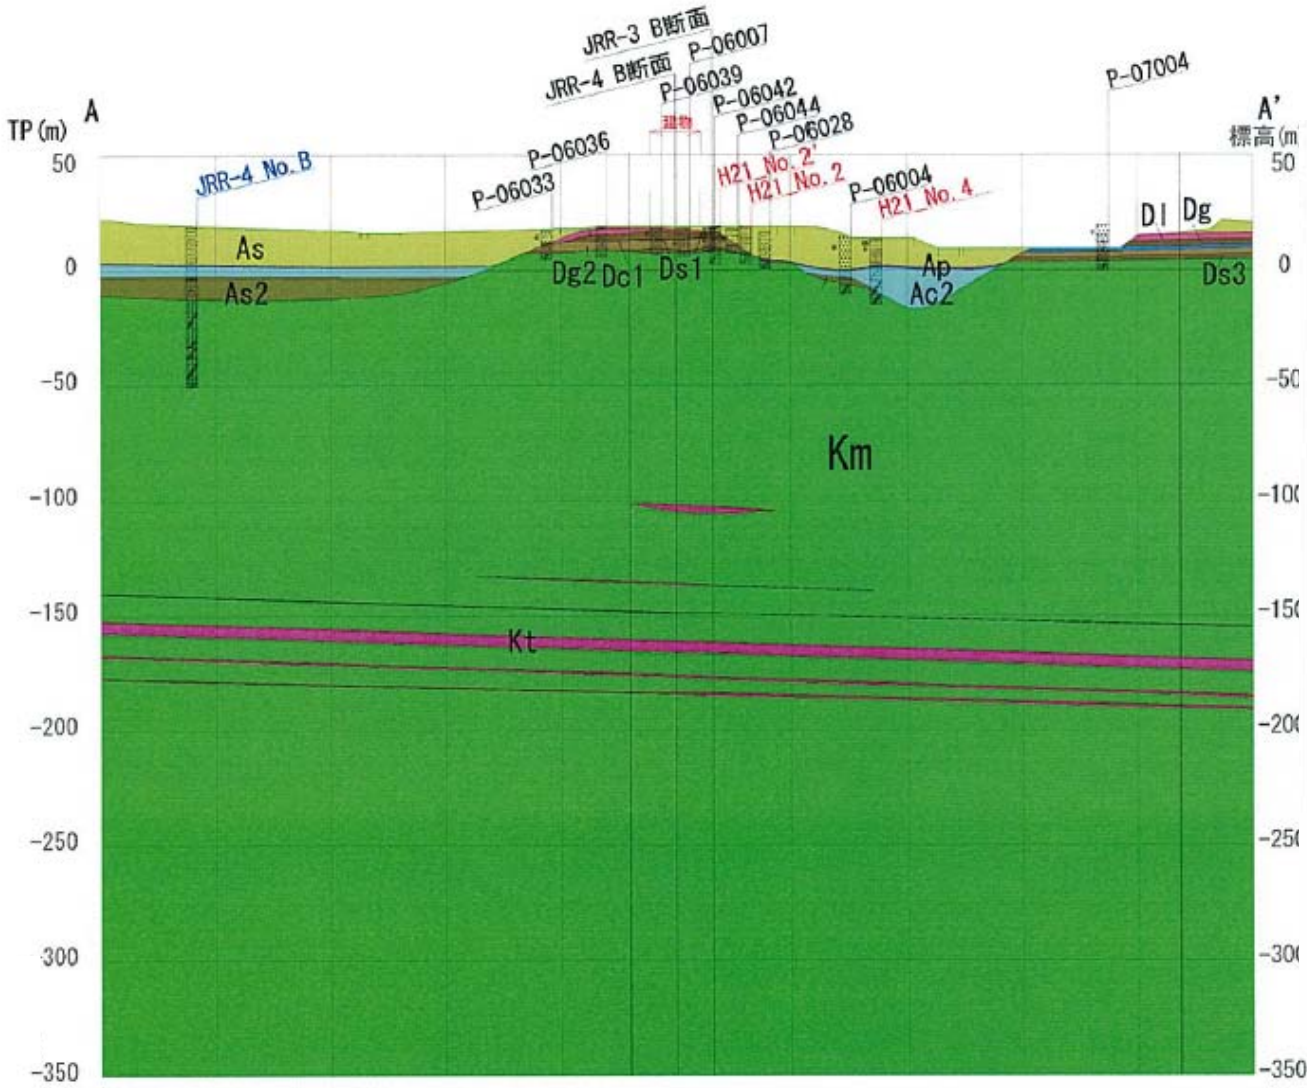 JRR-3 B断面
P-06007
JRR-4 B断面
P-06039
P-06042
P-06044
P-06028
建物
P-07004
A
A'
TP(m)
標高(m
JRR-4 No.B
P-06036
P-06033
H21_No.2'
H21_No.2
P-06004
H21_No.4
50
50
As
Dl
Dg
0
0
Dg2
Dc1
Ds1
Ap
Ds3
As2
Ac2
-50
-50
Km
-100
-100
-150
-150
Kt
-200
-200
-250
-250
-300
-300
-350
-350